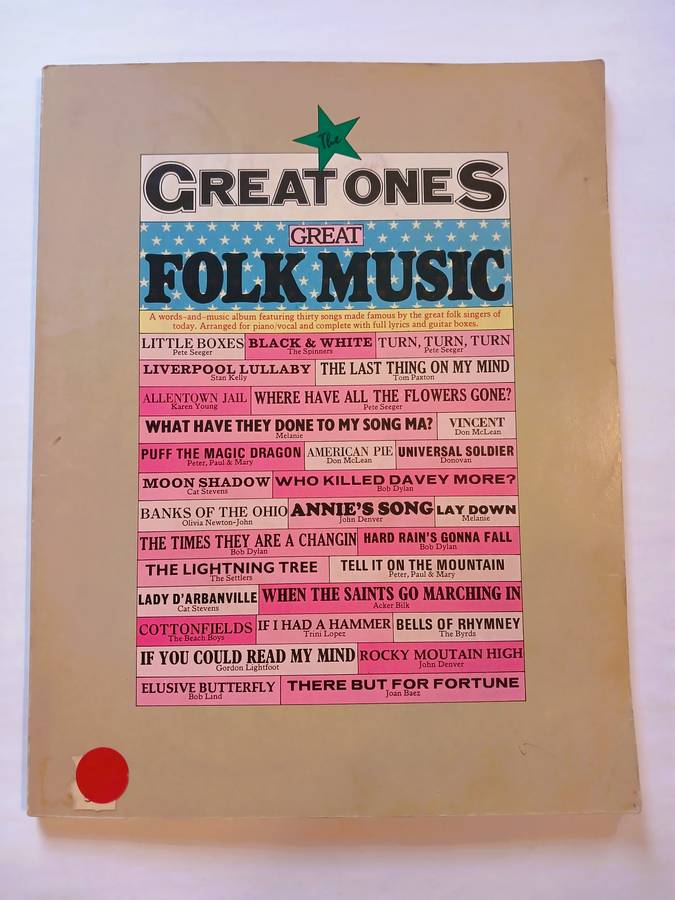 The
GREAT ONES
GREAT
FOLK MUSIC
A words-and-music album featuring thirty songs made famous by the great folk singers of
today. Arranged for piano/vocal and complete with full lyrics and guitar boxes.
LITTLE BOXES BLACK & WHITE TURN, TURN, TURN
Pete Seeger The Spinners Pete Seeger
LIVERPOOL LULLABY THE LAST THING ON MY MIND
Stan Kelly Tom Paxton
ALLENTOWN JAIL WHERE HAVE ALL THE FLOWERS GONE?
Karen Young Pete Seeger
WHAT HAVE THEY DONE TO MY SONG MA? VINCENT
Melanie Don McLean
PUFF THE MAGIC DRAGON AMERICAN PIE UNIVERSAL SOLDIER
Peter, Paul & Mary Don McLean Donovan
MOON SHADOW WHO KILLED DAVEY MORE?
Cat Stevens Bob Dylan
BANKS OF THE OHIO ANNIE'S SONG LAY DOWN
Olivia Newton-John John Denver Melanie
THE TIMES THEY ARE A CHANGIN HARD RAIN'S GONNA FALL
Bob Dylan Bob Dylan
THE LIGHTNING TREE TELL IT ON THE MOUNTAIN
The Settlers Peter, Paul & Mary
LADY D'ARBANVILLE WHEN THE SAINTS GO MARCHING IN
Cat Stevens Acker Bilk
COTTONFIELDS IF I HAD A HAMMER BELLS OF RHYMNEY
The Beach Boys Trini Lopez The Byrds
IF YOU COULD READ MY MIND ROCKY MOUTAIN HIGH
Gordon Lightfoot John Denver
ELUSIVE BUTTERFLY THERE BUT FOR FORTUNE
Bob Lind Joan Baez